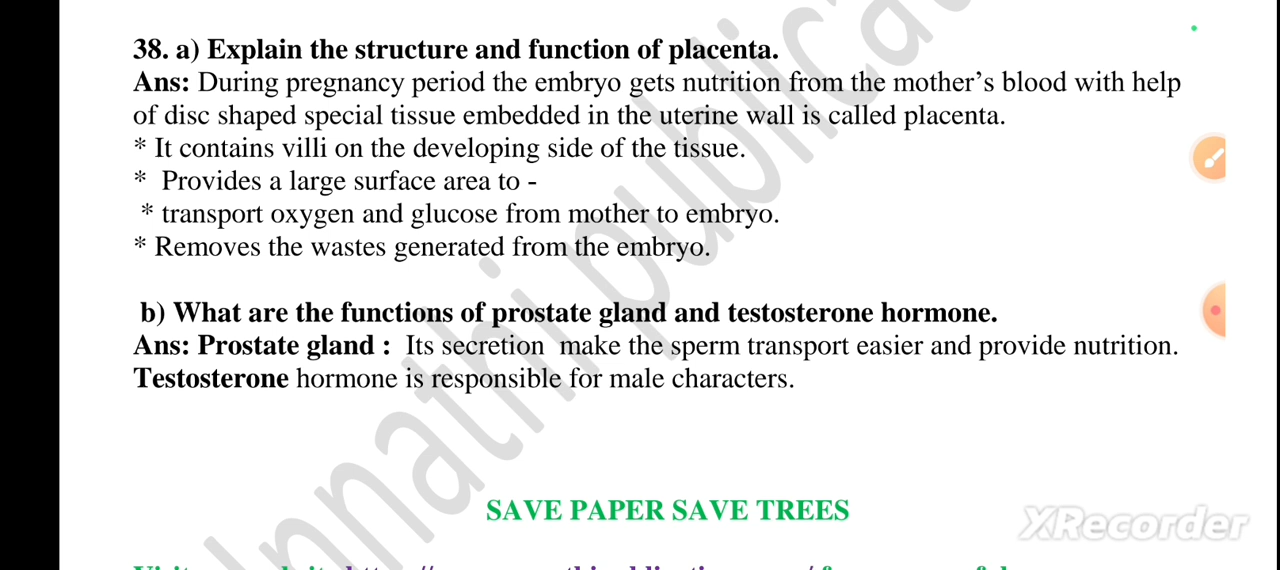 38. a) Explain the structure and function of placenta.
Ans: During pregnancy period the embryo gets nutrition from the mother's blood with help
of disc shaped special tissue embedded in the uterine wall is called placenta.
* It contains villi on the developing side of the tissue.
* Provides a large surface area to -
* transport oxygen and glucose from mother to embryo.
* Removes the wastes generated from the embryo.
b) What are the functions of prostate gland and testosterone hormone.
Ans: Prostate gland : Its secretion make the sperm transport easier and provide nutrition.
Testosterone hormone is responsible for male characters.
SAVE PAPER SAVE TREES
XRecorder